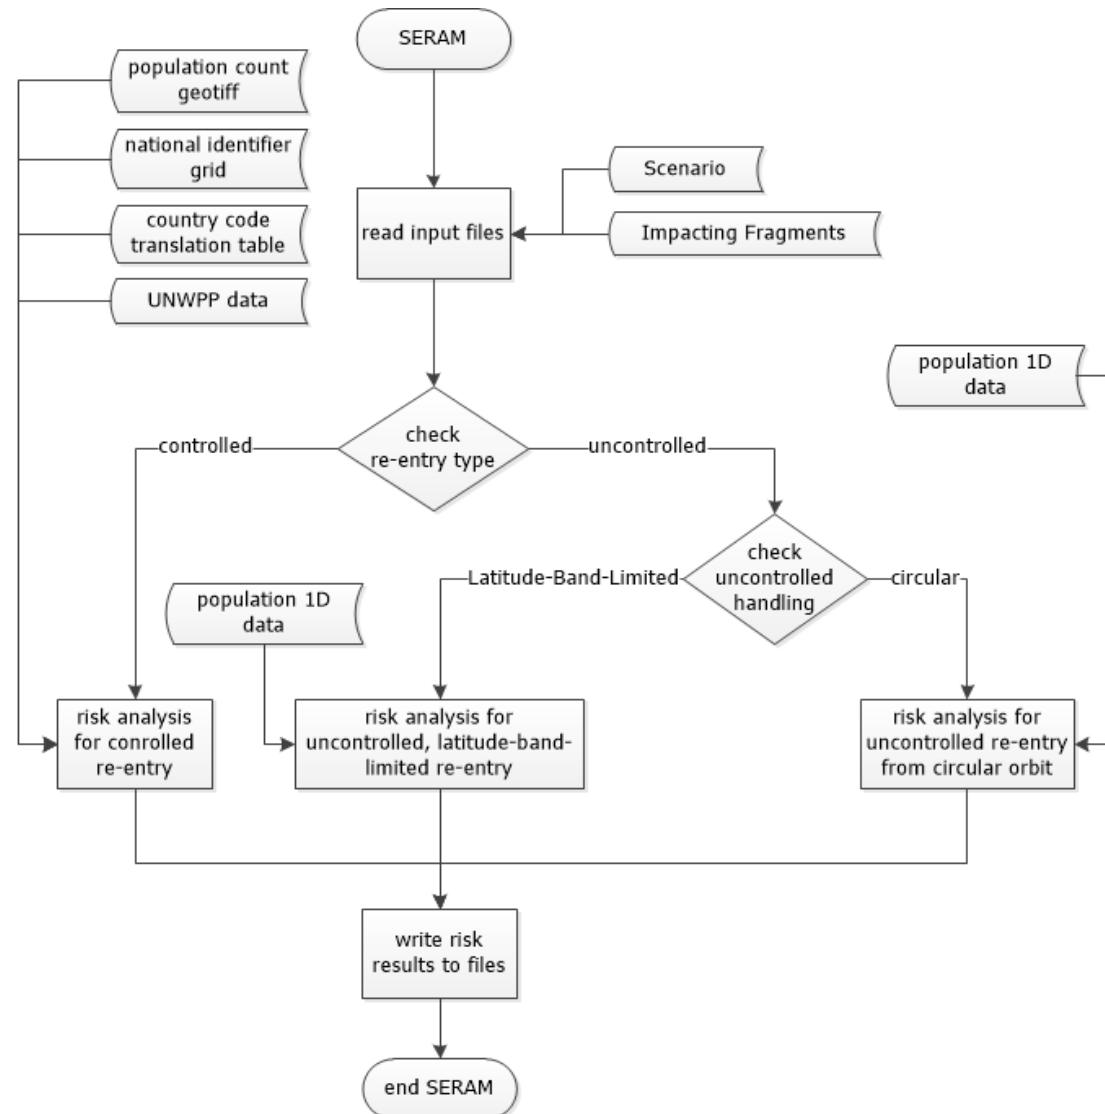 SERAM
population count
geotiff
national identifier
grid
country code
translation table
UNWPP data
Scenario
Impacting Fragments
read input files
population 1D
data
check
re-entry type
controlled
uncontrolled
check
uncontrolled
handling
Latitude-Band-Limited
circular
population 1D
data
risk analysis
for conrolled
re-entry
risk analysis for
uncontrolled, latitude-band-
limited re-entry
risk analysis for
uncontrolled re-entry
from circular orbit
write risk
results to files
end SERAM